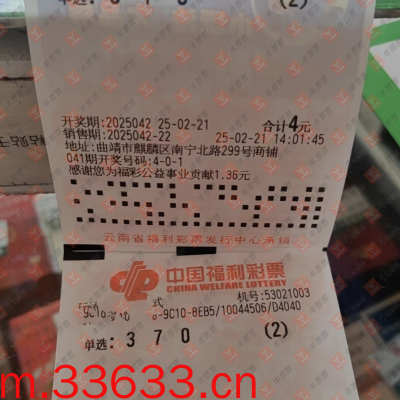 单选: (2)
开奖期:2025042 25-02-21 合计4元
销售期:2025042-22 25-02-21 14:01:45
地址:曲靖市麒麟区南宁北路299号商铺
041期开奖号码:4-0-1
感谢您为福彩公益事业贡献1.36元
云南省福利彩票发行中心承销
中国福利彩票
CHINA WELFARE LOTTERY
式 机号:53021003
-9C10-8EB5/10044506/D4040
单选: 3 7 0 (2)
m.33633.cn